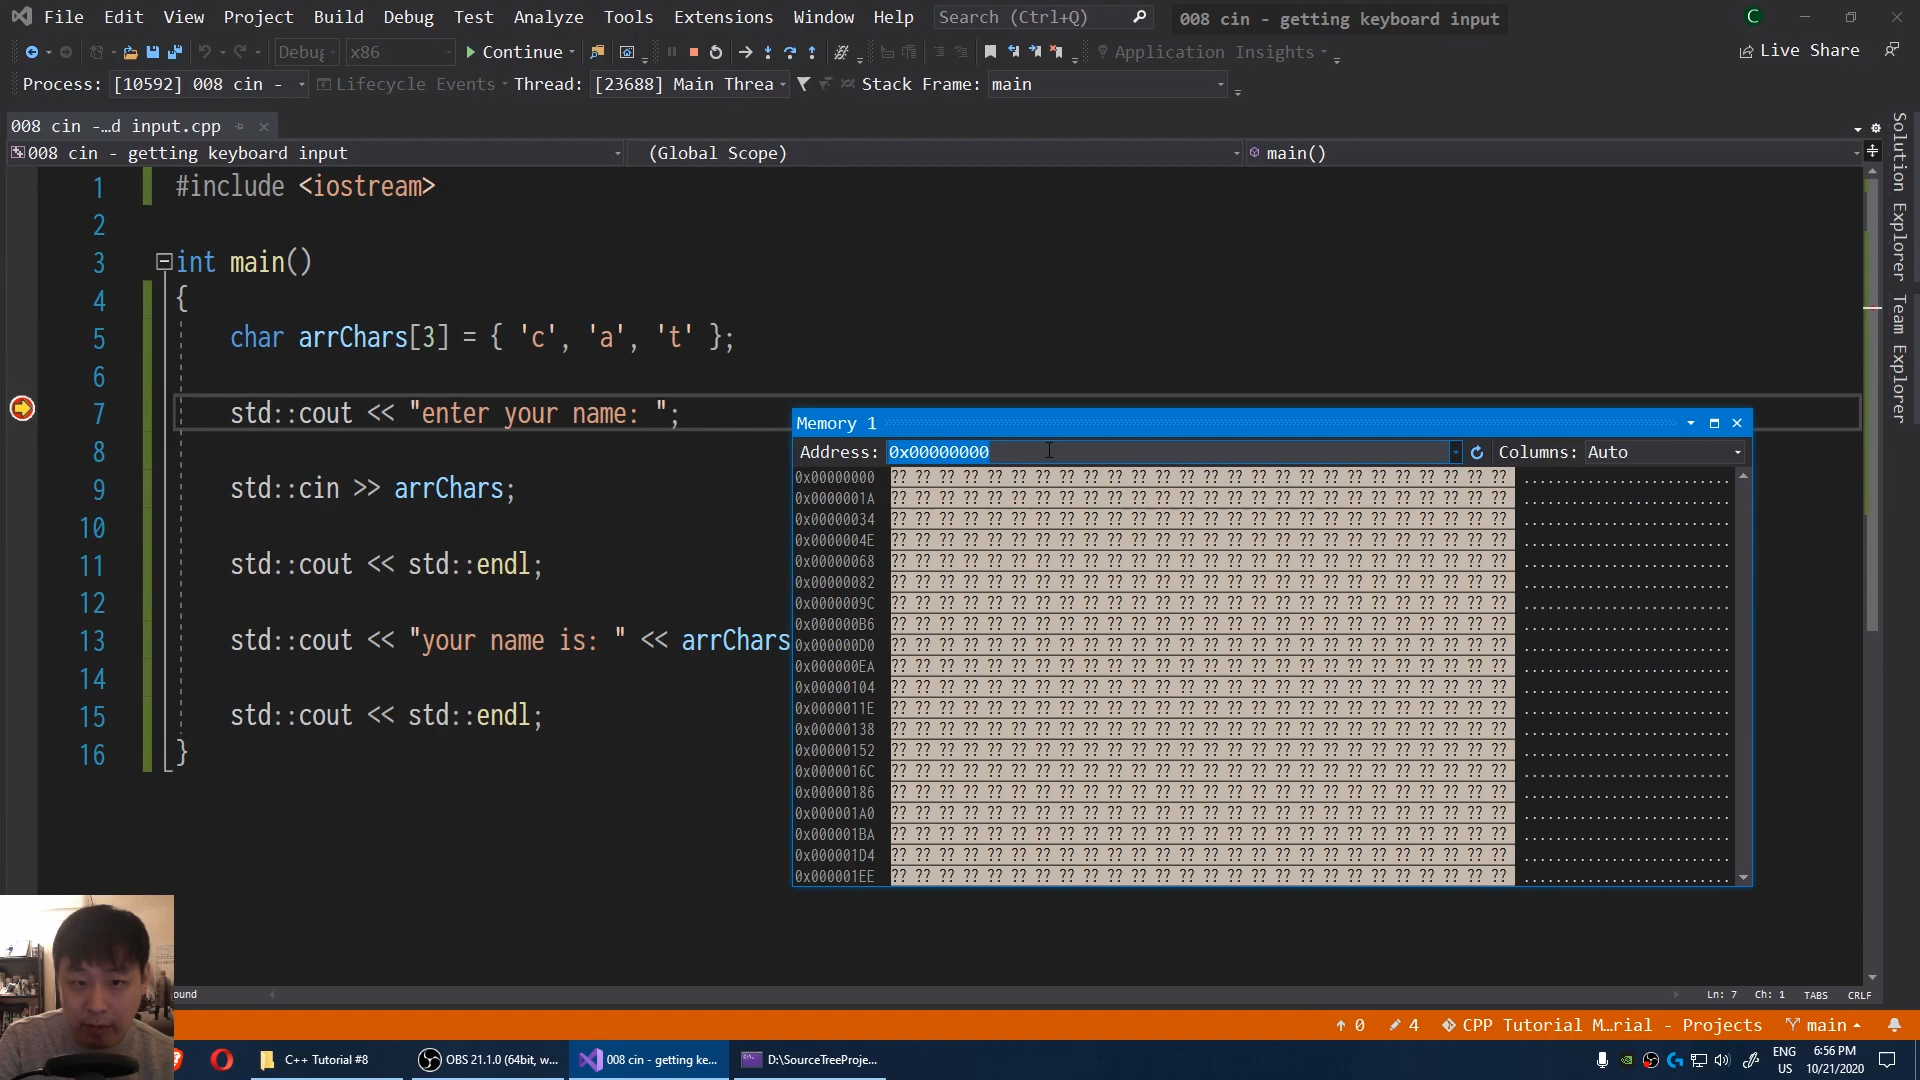 File Edit View Project Build Debug Test Analyze Tools Extensions Window Help Search (Ctrl+Q) 008 cin - getting keyboard input C
Debug x86 Continue Application Insights Live Share
Process: [10592] 008 cin - Lifecycle Events Thread: [23688] Main Threa Stack Frame: main
008 cin -…d input.cpp
008 cin - getting keyboard input (Global Scope) main()
Solution Explorer
Team Explorer
1 #include <iostream>
2
3 int main()
4 {
5 char arrChars[3] = { 'c', 'a', 't' };
6
7 std::cout << "enter your name: ";
8
9 std::cin >> arrChars;
10
11 std::cout << std::endl;
12
13 std::cout << "your name is: " << arrChars
14
15 std::cout << std::endl;
16 }
Memory 1
Address: 0x00000000 Columns: Auto
0x00000000 ?? ?? ?? ?? ?? ?? ?? ?? ?? ?? ?? ?? ?? ?? ?? ?? ?? ?? ?? ?? ?? ?? ?? ?? ?? ?? ..........................
0x0000001A ?? ?? ?? ?? ?? ?? ?? ?? ?? ?? ?? ?? ?? ?? ?? ?? ?? ?? ?? ?? ?? ?? ?? ?? ?? ?? ..........................
0x00000034 ?? ?? ?? ?? ?? ?? ?? ?? ?? ?? ?? ?? ?? ?? ?? ?? ?? ?? ?? ?? ?? ?? ?? ?? ?? ?? ..........................
0x0000004E ?? ?? ?? ?? ?? ?? ?? ?? ?? ?? ?? ?? ?? ?? ?? ?? ?? ?? ?? ?? ?? ?? ?? ?? ?? ?? ..........................
0x00000068 ?? ?? ?? ?? ?? ?? ?? ?? ?? ?? ?? ?? ?? ?? ?? ?? ?? ?? ?? ?? ?? ?? ?? ?? ?? ?? ..........................
0x00000082 ?? ?? ?? ?? ?? ?? ?? ?? ?? ?? ?? ?? ?? ?? ?? ?? ?? ?? ?? ?? ?? ?? ?? ?? ?? ?? ..........................
0x0000009C ?? ?? ?? ?? ?? ?? ?? ?? ?? ?? ?? ?? ?? ?? ?? ?? ?? ?? ?? ?? ?? ?? ?? ?? ?? ?? ..........................
0x000000B6 ?? ?? ?? ?? ?? ?? ?? ?? ?? ?? ?? ?? ?? ?? ?? ?? ?? ?? ?? ?? ?? ?? ?? ?? ?? ?? ..........................
0x000000D0 ?? ?? ?? ?? ?? ?? ?? ?? ?? ?? ?? ?? ?? ?? ?? ?? ?? ?? ?? ?? ?? ?? ?? ?? ?? ?? ..........................
0x000000EA ?? ?? ?? ?? ?? ?? ?? ?? ?? ?? ?? ?? ?? ?? ?? ?? ?? ?? ?? ?? ?? ?? ?? ?? ?? ?? ..........................
0x00000104 ?? ?? ?? ?? ?? ?? ?? ?? ?? ?? ?? ?? ?? ?? ?? ?? ?? ?? ?? ?? ?? ?? ?? ?? ?? ?? ..........................
0x0000011E ?? ?? ?? ?? ?? ?? ?? ?? ?? ?? ?? ?? ?? ?? ?? ?? ?? ?? ?? ?? ?? ?? ?? ?? ?? ?? ..........................
0x00000138 ?? ?? ?? ?? ?? ?? ?? ?? ?? ?? ?? ?? ?? ?? ?? ?? ?? ?? ?? ?? ?? ?? ?? ?? ?? ?? ..........................
0x00000152 ?? ?? ?? ?? ?? ?? ?? ?? ?? ?? ?? ?? ?? ?? ?? ?? ?? ?? ?? ?? ?? ?? ?? ?? ?? ?? ..........................
0x0000016C ?? ?? ?? ?? ?? ?? ?? ?? ?? ?? ?? ?? ?? ?? ?? ?? ?? ?? ?? ?? ?? ?? ?? ?? ?? ?? ..........................
0x00000186 ?? ?? ?? ?? ?? ?? ?? ?? ?? ?? ?? ?? ?? ?? ?? ?? ?? ?? ?? ?? ?? ?? ?? ?? ?? ?? ..........................
0x000001A0 ?? ?? ?? ?? ?? ?? ?? ?? ?? ?? ?? ?? ?? ?? ?? ?? ?? ?? ?? ?? ?? ?? ?? ?? ?? ?? ..........................
0x000001BA ?? ?? ?? ?? ?? ?? ?? ?? ?? ?? ?? ?? ?? ?? ?? ?? ?? ?? ?? ?? ?? ?? ?? ?? ?? ?? ..........................
0x000001D4 ?? ?? ?? ?? ?? ?? ?? ?? ?? ?? ?? ?? ?? ?? ?? ?? ?? ?? ?? ?? ?? ?? ?? ?? ?? ?? ..........................
0x000001EE ?? ?? ?? ?? ?? ?? ?? ?? ?? ?? ?? ?? ?? ?? ?? ?? ?? ?? ?? ?? ?? ?? ?? ?? ?? ?? ..........................
ound Ln: 7 Ch: 1 TABS CRLF
0 4 CPP Tutorial M…rial - Projects main
C++ Tutorial #8 OBS 21.1.0 (64bit, w... 008 cin - getting ke... D:\SourceTreeProje... ENG 6:56 PM
US 10/21/2020